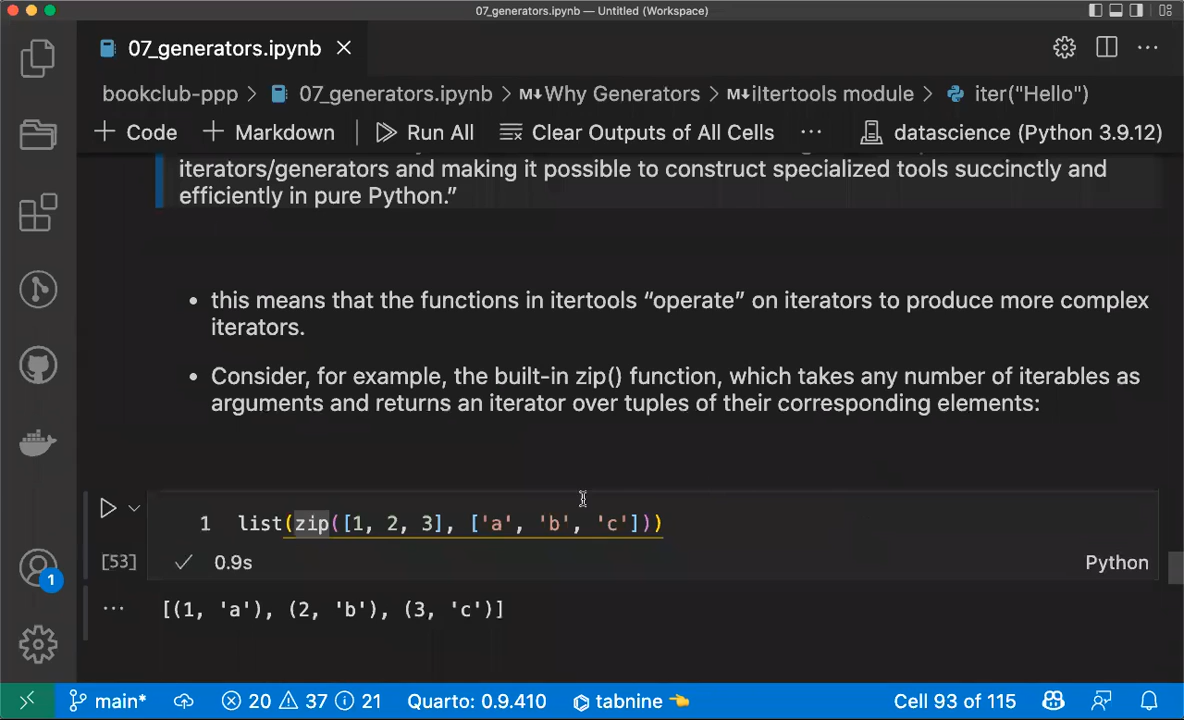 07_generators.ipynb — Untitled (Workspace)
07_generators.ipynb
bookclub-ppp > 07_generators.ipynb > M↓Why Generators > M↓iItertools module > iter("Hello")
+ Code + Markdown Run All Clear Outputs of All Cells ··· datascience (Python 3.9.12)
iterators/generators and making it possible to construct specialized tools succinctly and
efficiently in pure Python.”
• this means that the functions in itertools “operate” on iterators to produce more complex
iterators.
• Consider, for example, the built-in zip() function, which takes any number of iterables as
arguments and returns an iterator over tuples of their corresponding elements:
1 list(zip([1, 2, 3], ['a', 'b', 'c']))
[53] ✓ 0.9s Python
1
··· [(1, 'a'), (2, 'b'), (3, 'c')]
main* 20 37 21 Quarto: 0.9.410 tabnine 👈 Cell 93 of 115